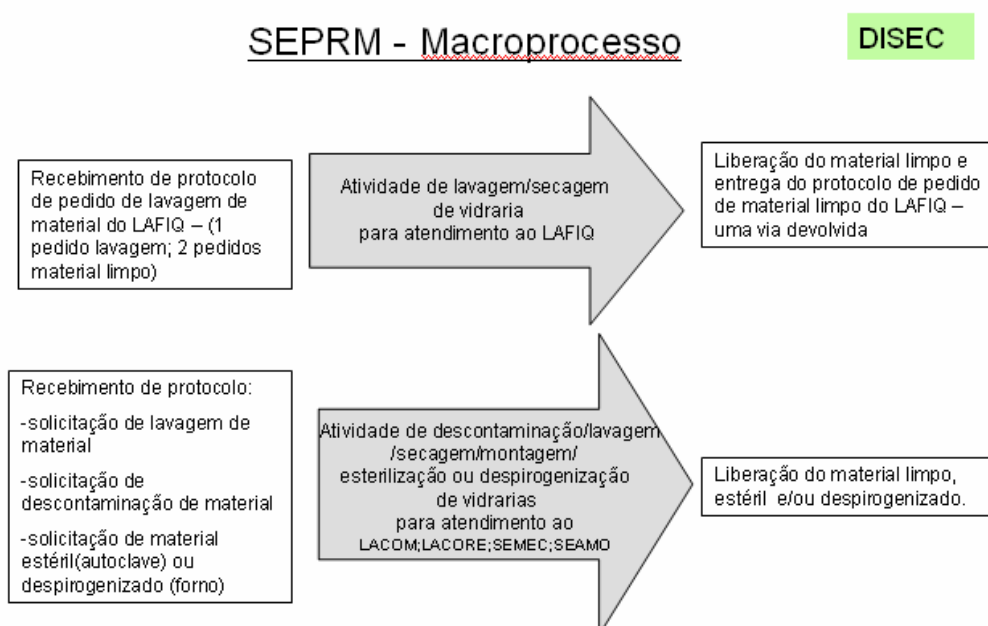 SEPRM - Macroprocesso
DISEC
Recebimento de protocolo
de pedido de lavagem de
material do LAFIQ – (1
pedido lavagem; 2 pedidos
material limpo)
Atividade de lavagem/secagem
de vidraria
para atendimento ao LAFIQ
Liberação do material limpo e
entrega do protocolo de pedido
de material limpo do LAFIQ –
uma via devolvida
Recebimento de protocolo:
-solicitação de lavagem de
material
-solicitação de
descontaminação de material
-solicitação de material
estéril(autoclave) ou
despirogenizado (forno)
Atividade de descontaminação/lavagem
/secagem/montagem/
esterilização ou despirogenização
de vidrarias
para atendimento ao
LACOM;LACORE;SEMEC;SEAMO
Liberação do material limpo,
estéril e/ou despirogenizado.